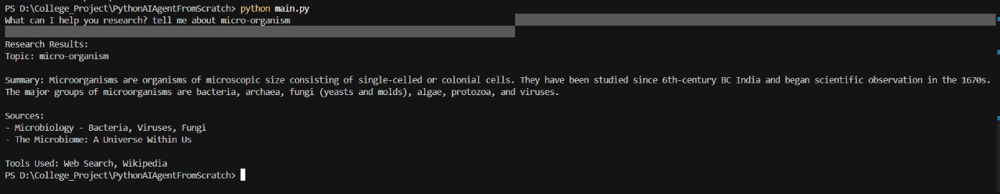 PS D:\College_Project\PythonAIAgentFromScratch> python main.py
What can I help you research? tell me about micro-organism
Research Results:
Topic: micro-organism
Summary: Microorganisms are organisms of microscopic size consisting of single-celled or colonial cells. They have been studied since 6th-century BC India and began scientific observation in the 1670s.
The major groups of microorganisms are bacteria, archaea, fungi (yeasts and molds), algae, protozoa, and viruses.
Sources:
- Microbiology - Bacteria, Viruses, Fungi
- The Microbiome: A Universe Within Us
Tools Used: Web Search, Wikipedia
PS D:\College_Project\PythonAIAgentFromScratch>